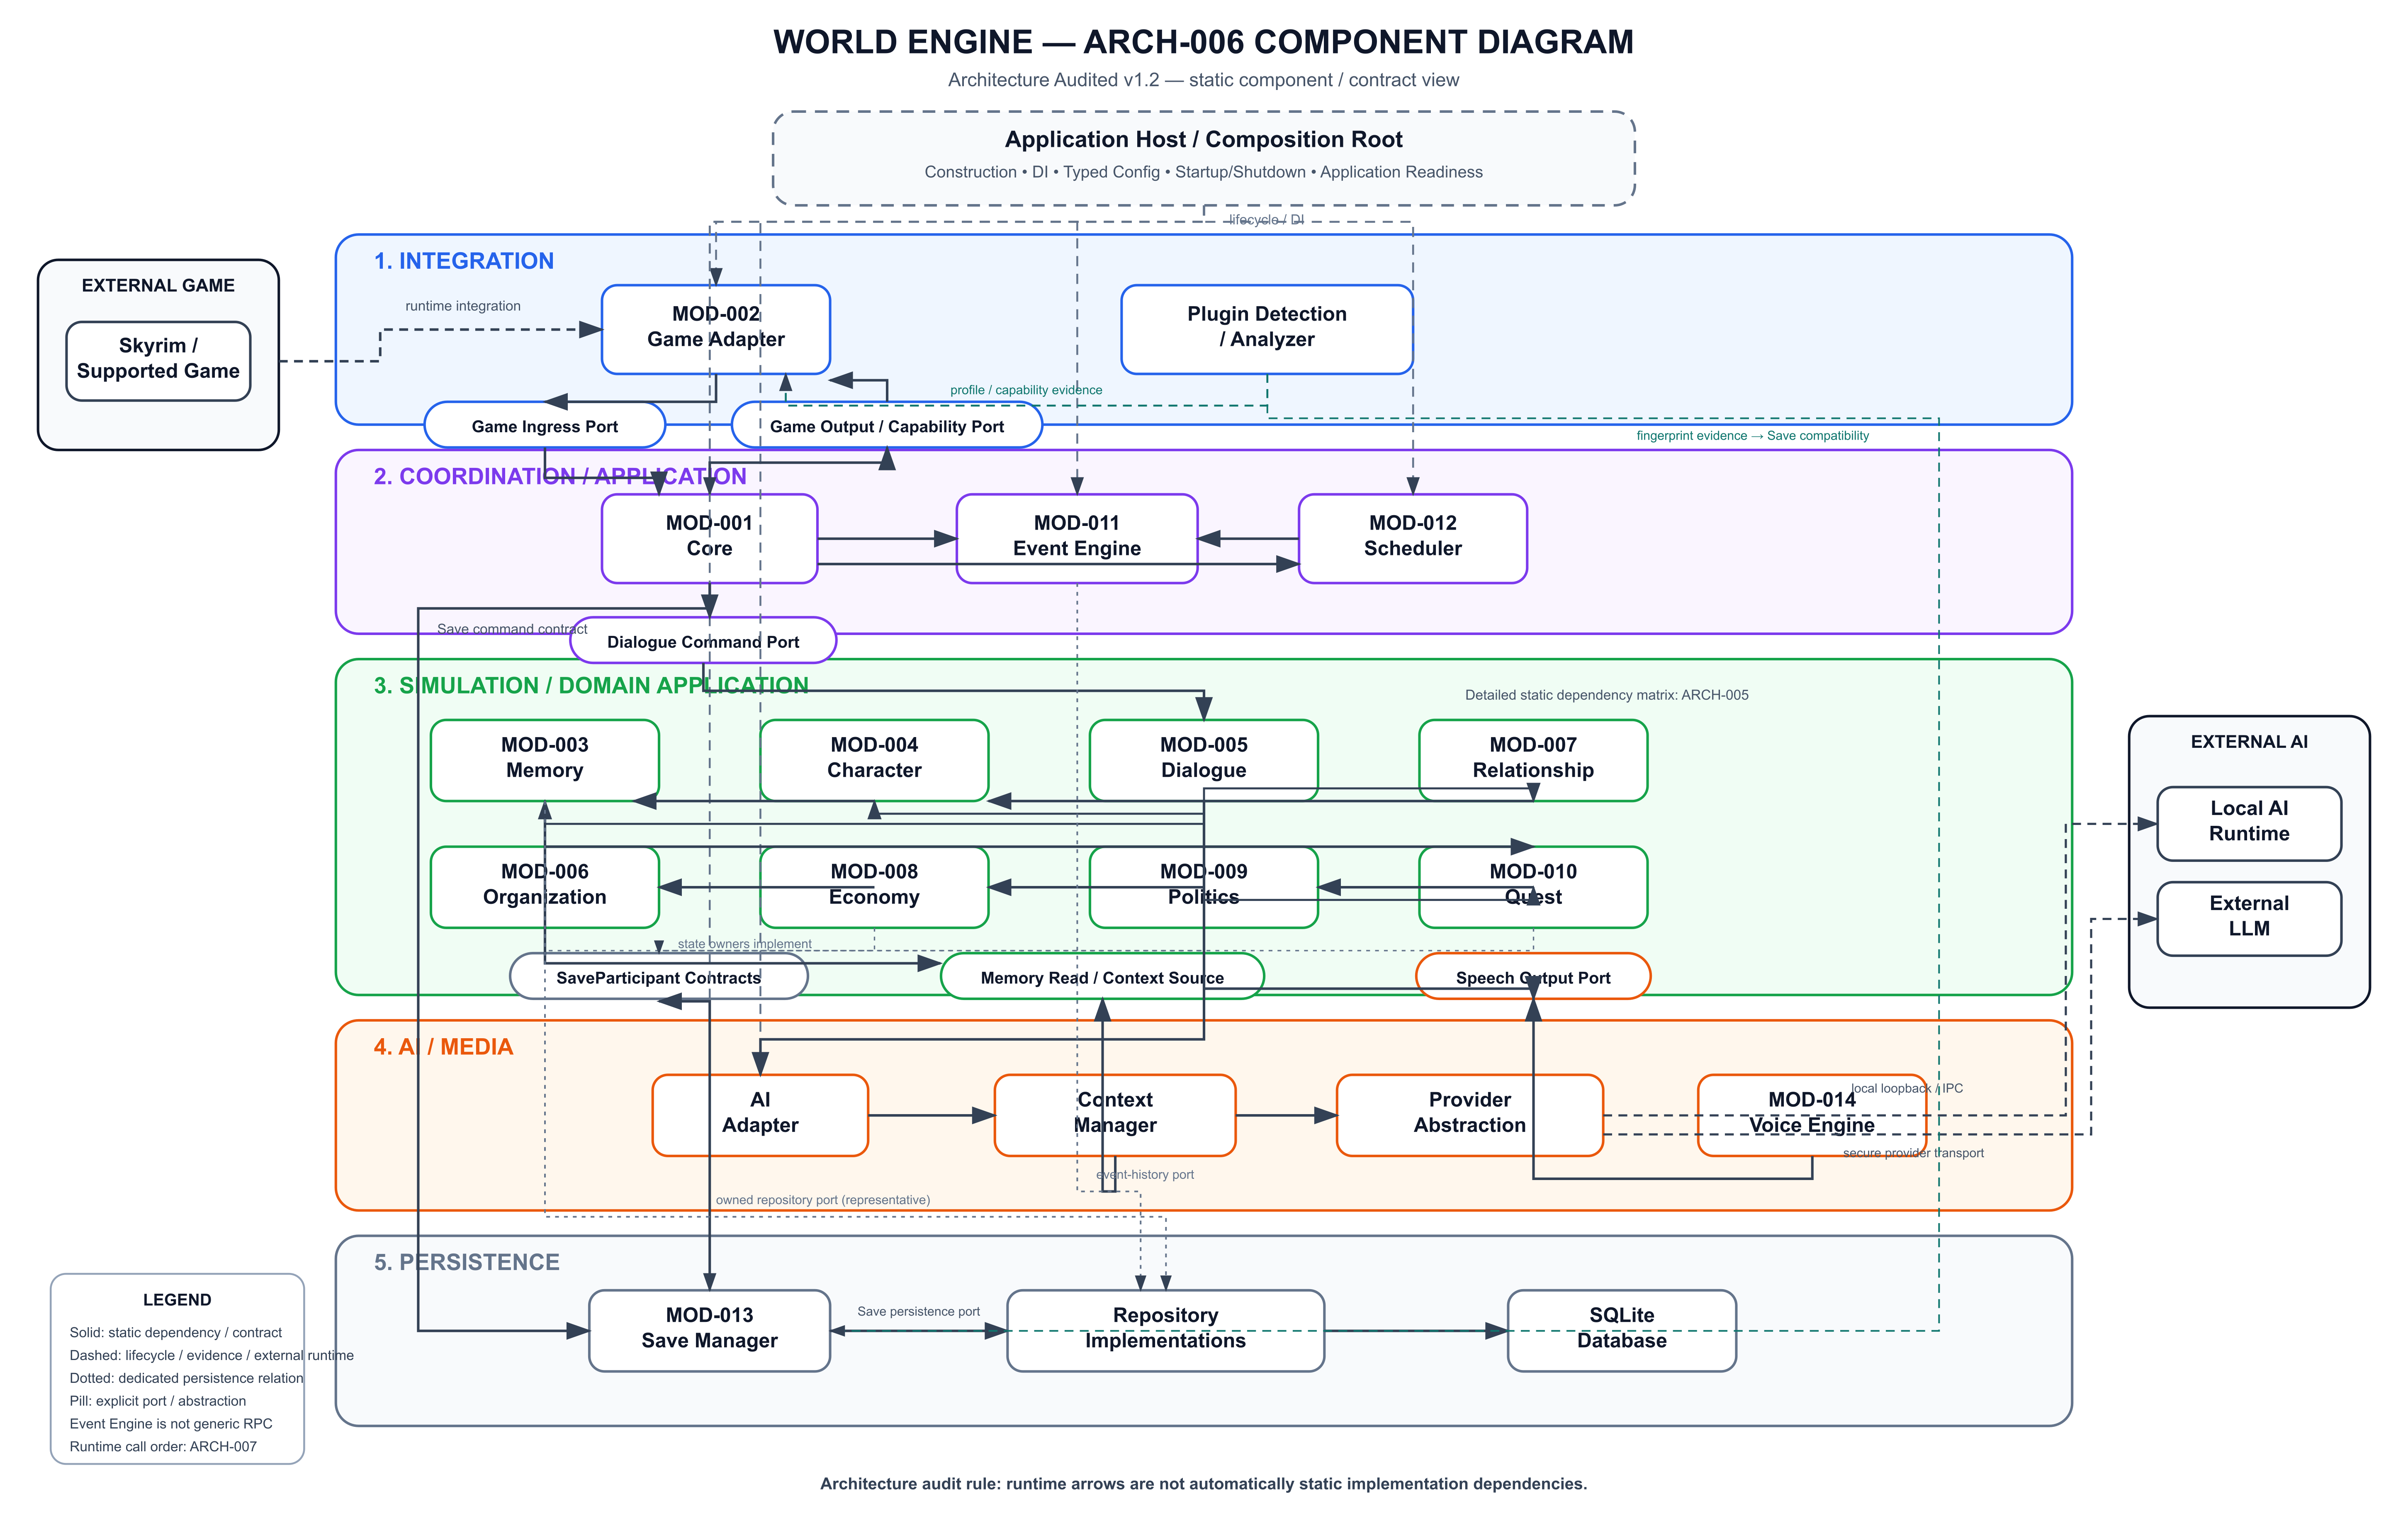 WORLD ENGINE — ARCH-006 COMPONENT DIAGRAM
Architecture Audited v1.2 — static component / contract view
Application Host / Composition Root
Construction • DI • Typed Config • Startup/Shutdown • Application Readiness
lifecycle / DI
1. INTEGRATION
EXTERNAL GAME
Skyrim /
Supported Game
runtime integration
MOD-002
Game Adapter
Plugin Detection
/ Analyzer
profile / capability evidence
Game Ingress Port
Game Output / Capability Port
fingerprint evidence → Save compatibility
2. COORDINATION / APPLICATION
MOD-001
Core
MOD-011
Event Engine
MOD-012
Scheduler
Save command contract
Dialogue Command Port
3. SIMULATION / DOMAIN APPLICATION
Detailed static dependency matrix: ARCH-005
MOD-003
Memory
MOD-004
Character
MOD-005
Dialogue
MOD-007
Relationship
MOD-006
Organization
MOD-008
Economy
MOD-009
Politics
MOD-010
Quest
state owners implement
SaveParticipant Contracts
Memory Read / Context Source
Speech Output Port
EXTERNAL AI
Local AI
Runtime
External
LLM
4. AI / MEDIA
AI
Adapter
Context
Manager
Provider
Abstraction
MOD-014
Voice Engine
local loopback / IPC
secure provider transport
event-history port
owned repository port (representative)
5. PERSISTENCE
MOD-013
Save Manager
Save persistence port
Repository
Implementations
SQLite
Database
LEGEND
Solid: static dependency / contract
Dashed: lifecycle / evidence / external runtime
Dotted: dedicated persistence relation
Pill: explicit port / abstraction
Event Engine is not generic RPC
Runtime call order: ARCH-007
Architecture audit rule: runtime arrows are not automatically static implementation dependencies.